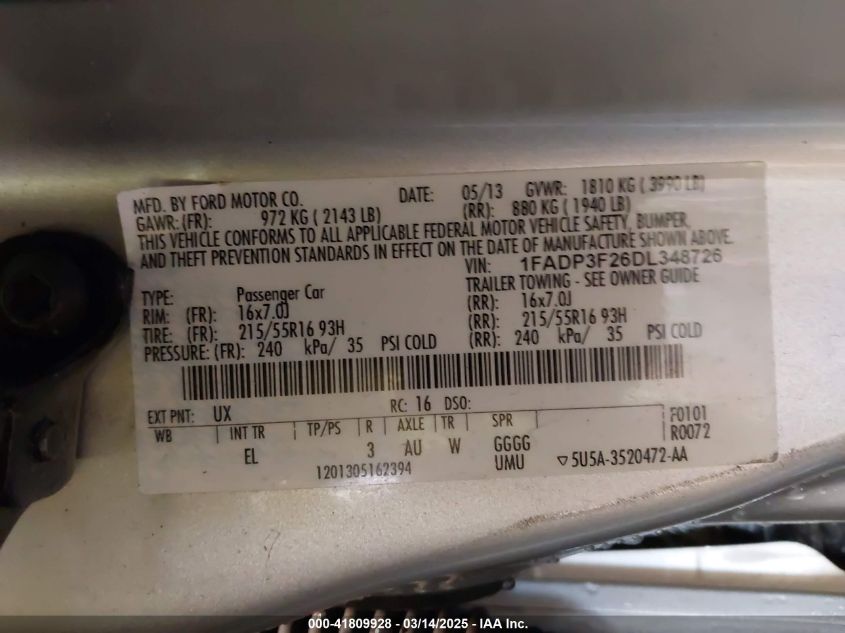 MFD. BY FORD MOTOR CO. DATE: 05/13 GVWR: 1810 KG ( 3990 LB)
GAWR: (FR): 972 KG ( 2143 LB) (RR): 880 KG ( 1940 LB)
THIS VEHICLE CONFORMS TO ALL APPLICABLE FEDERAL MOTOR VEHICLE SAFETY, BUMPER,
AND THEFT PREVENTION STANDARDS IN EFFECT ON THE DATE OF MANUFACTURE SHOWN ABOVE.
VIN: 1FADP3F26DL348726
TYPE: Passenger Car TRAILER TOWING - SEE OWNER GUIDE
RIM: (FR): 16x7.0J (RR): 16x7.0J
TIRE: (FR): 215/55R16 93H (RR): 215/55R16 93H
PRESSURE: (FR): 240 kPa/ 35 PSI COLD (RR): 240 kPa/ 35 PSI COLD
EXT PNT: UX RC: 16 DSO: F0101
WB INT TR TP/PS R AXLE TR SPR R0072
EL 3 AU W GGGG
UMU ▽5U5A-3520472-AA
1201305162394
000-41809928 - 03/14/2025 - IAA Inc.